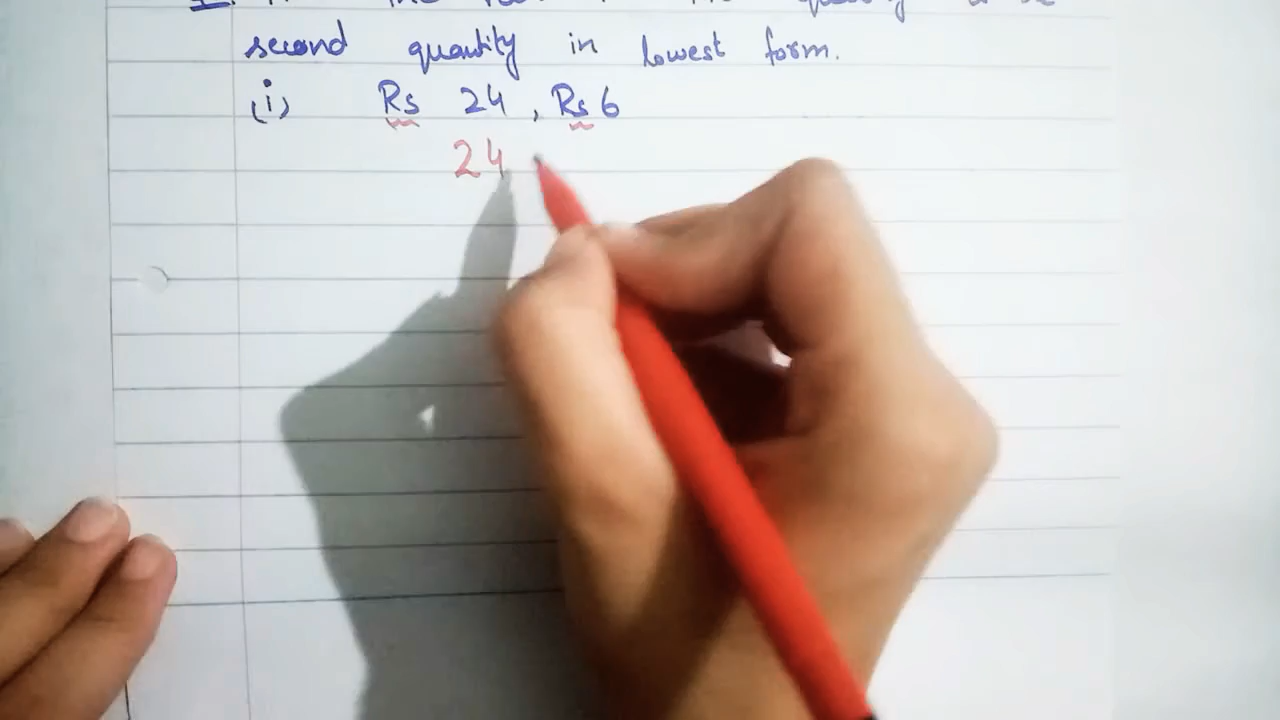 second quantity in lowest form.
(i) Rs 24 , Rs 6
24